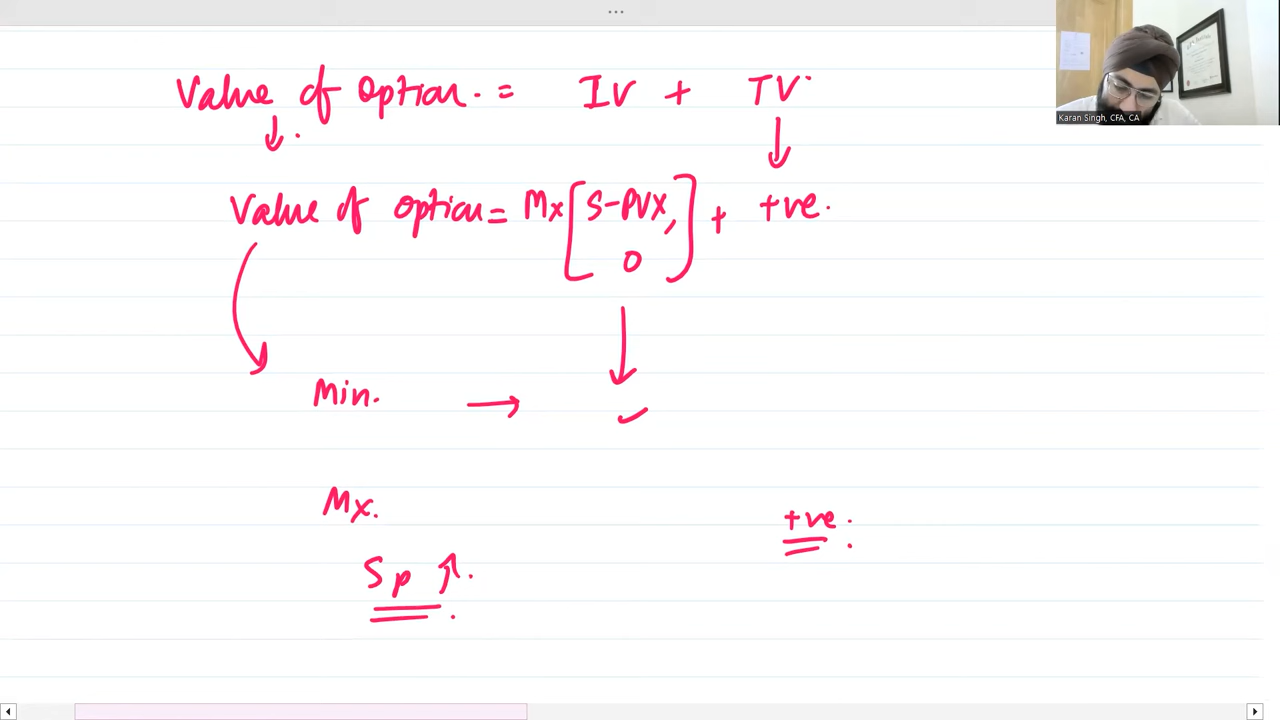 Value of Option. = IV + TV.
Value of option = Mx [S-PVX, 0] + +ve.
Min. → ✓
Mx.
+ve.
Sp ↑.
Karan Singh, CFA, CA